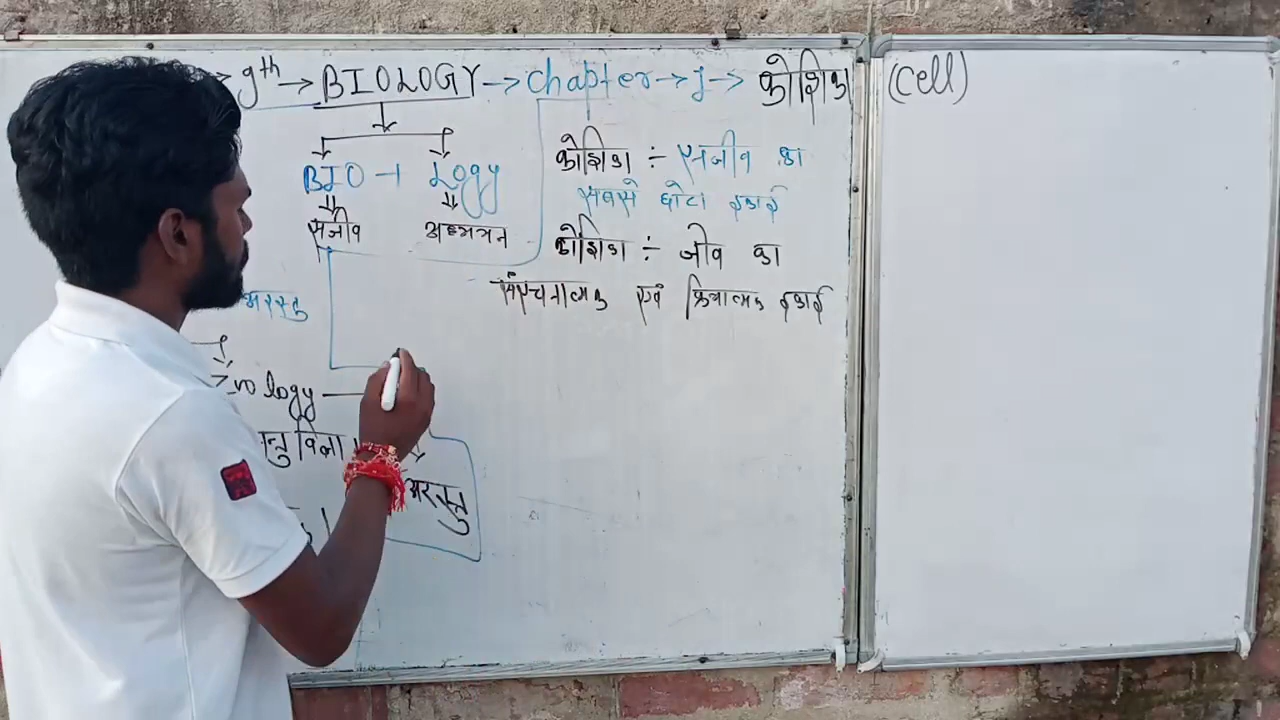 9th → BIOLOGY → chapter → 1 → कोशिका (Cell)
BIO + Logy
सजीव अध्ययन
कोशिका ÷ सजीव का
सबसे छोटा इकाई
कोशिका ÷ जीव का
संरचनात्मक एवं क्रियात्मक इकाई
अरस्तु
logy
अरस्तु